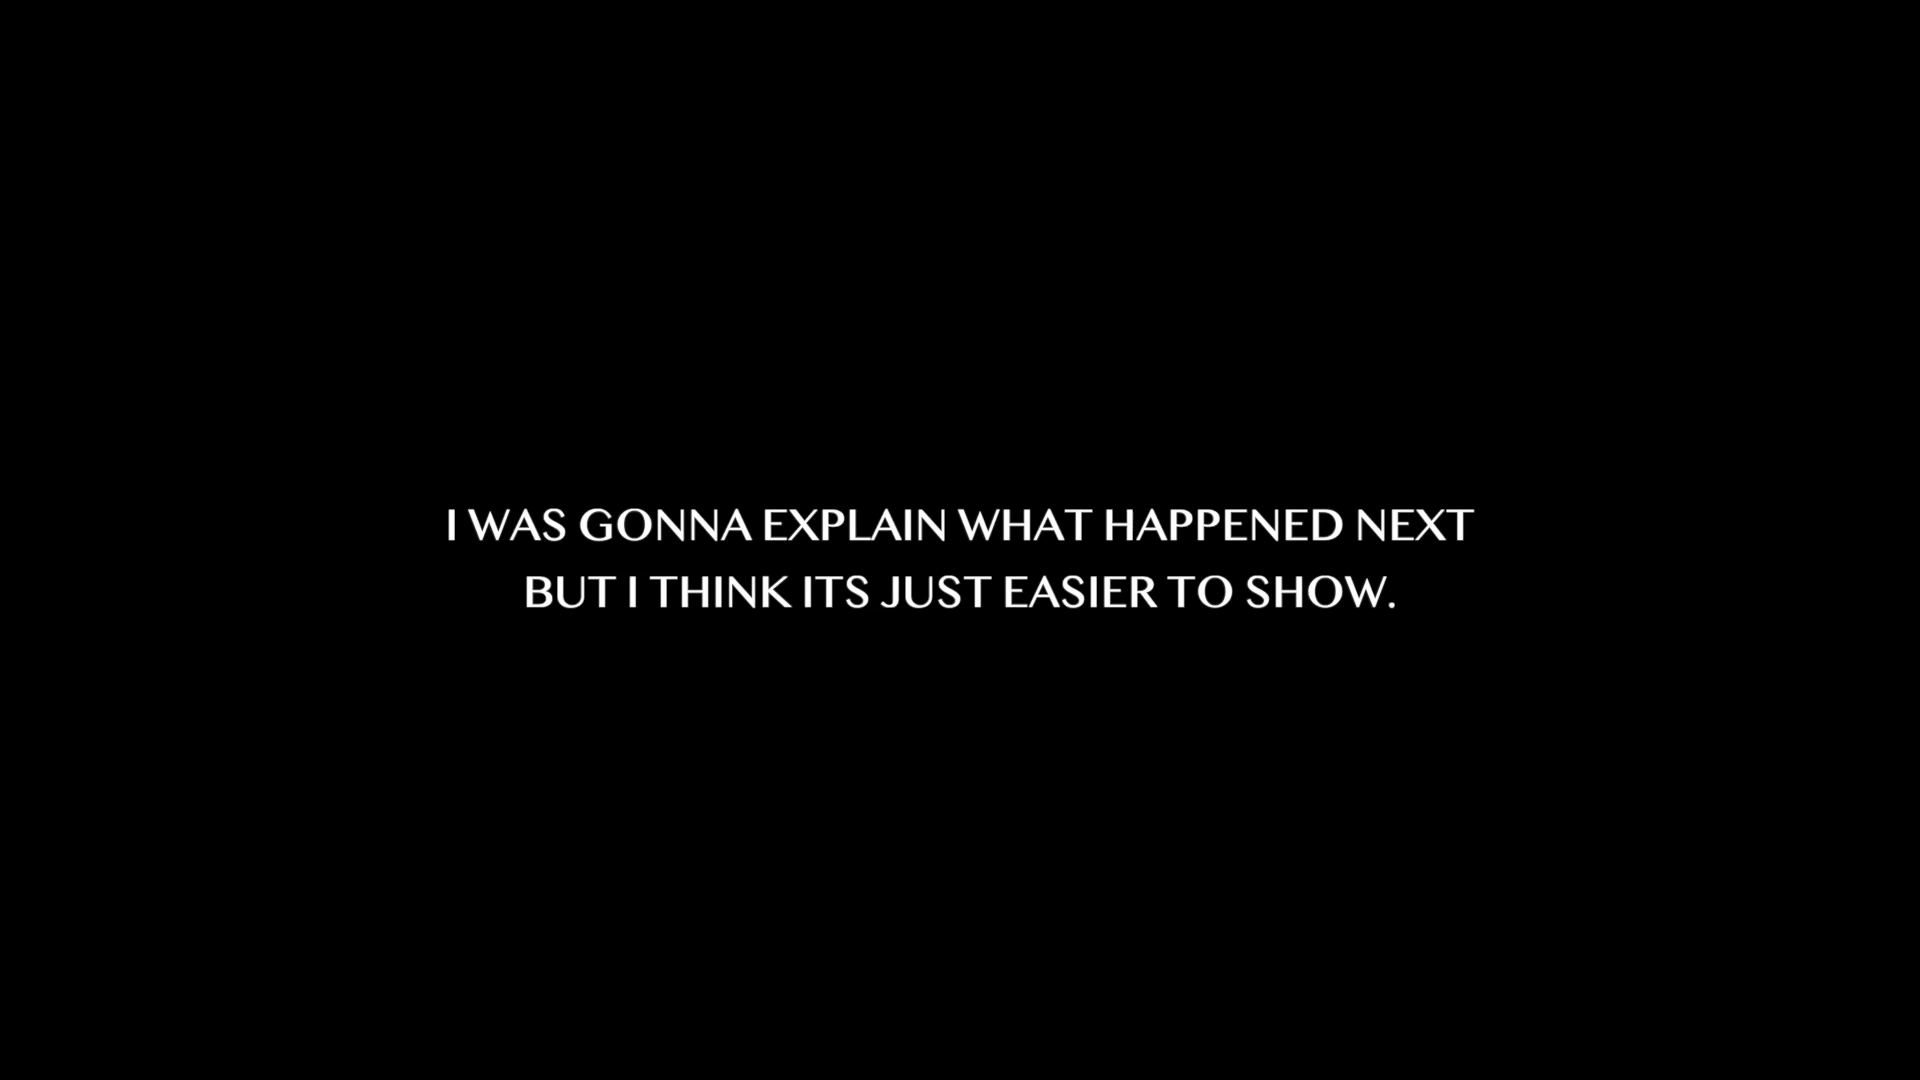 I WAS GONNA EXPLAIN WHAT HAPPENED NEXT
BUT I THINK ITS JUST EASIER TO SHOW.